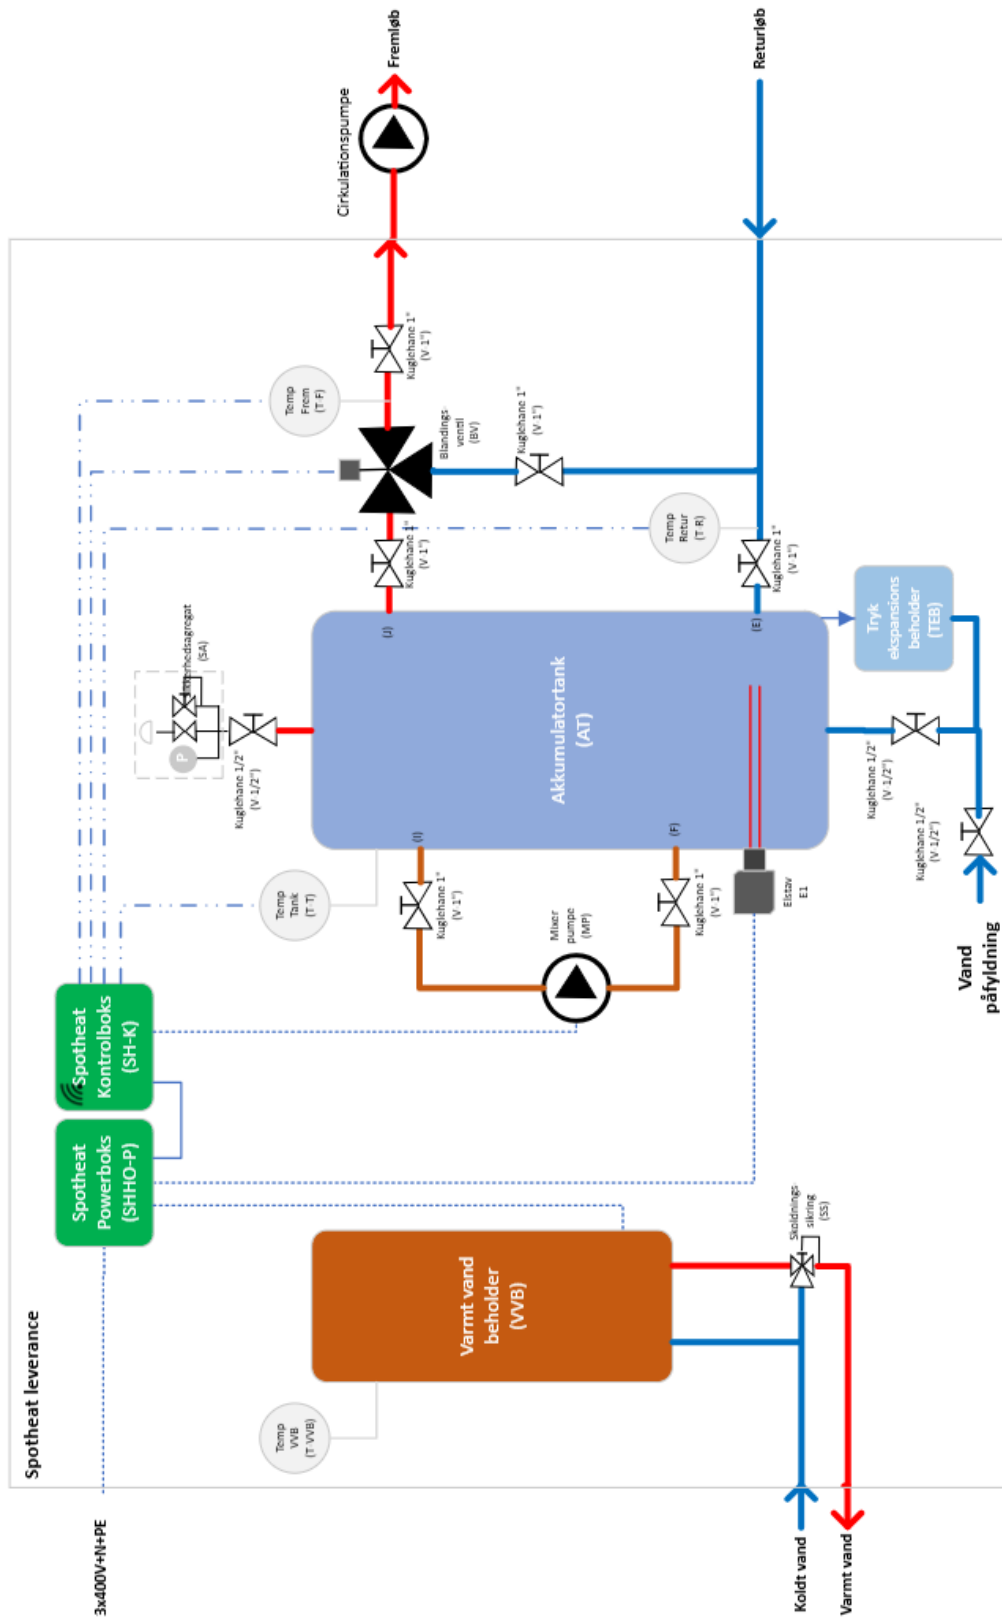 Spotheat leverance
3x400V+N+PE
Spotheat
Powerboks
(SHHO-P)
Spotheat
Kontrolboks
(SH-K)
Temp
VVB
(T-VVB)
Varmt vand
beholder
(VVB)
Skoldnings-
sikring
(SS)
Koldt vand
Varmt vand
Temp
Tank
(T-T)
Kuglehane 1"
(V-1")
Mixer
pumpe
(MP)
Kuglehane 1"
(V-1")
Elstav
E1
(I)
(F)
Akkumulatortank
(AT)
(J)
(E)
P
(SA)
Kuglehane 1/2"
(V-1/2")
Kuglehane 1"
(V-1")
Temp
Frem
(T-F)
Blandings-
ventil
(BV)
Kuglehane 1"
(V-1")
Kuglehane 1"
(V-1")
Temp
Retur
(T-R)
Kuglehane 1"
(V-1")
Tryk
ekspansions
beholder
(TEB)
Kuglehane 1/2"
(V-1/2")
Kuglehane 1/2"
(V-1/2")
Vand
påfyldning
Cirkulationspumpe
Fremløb
Returløb